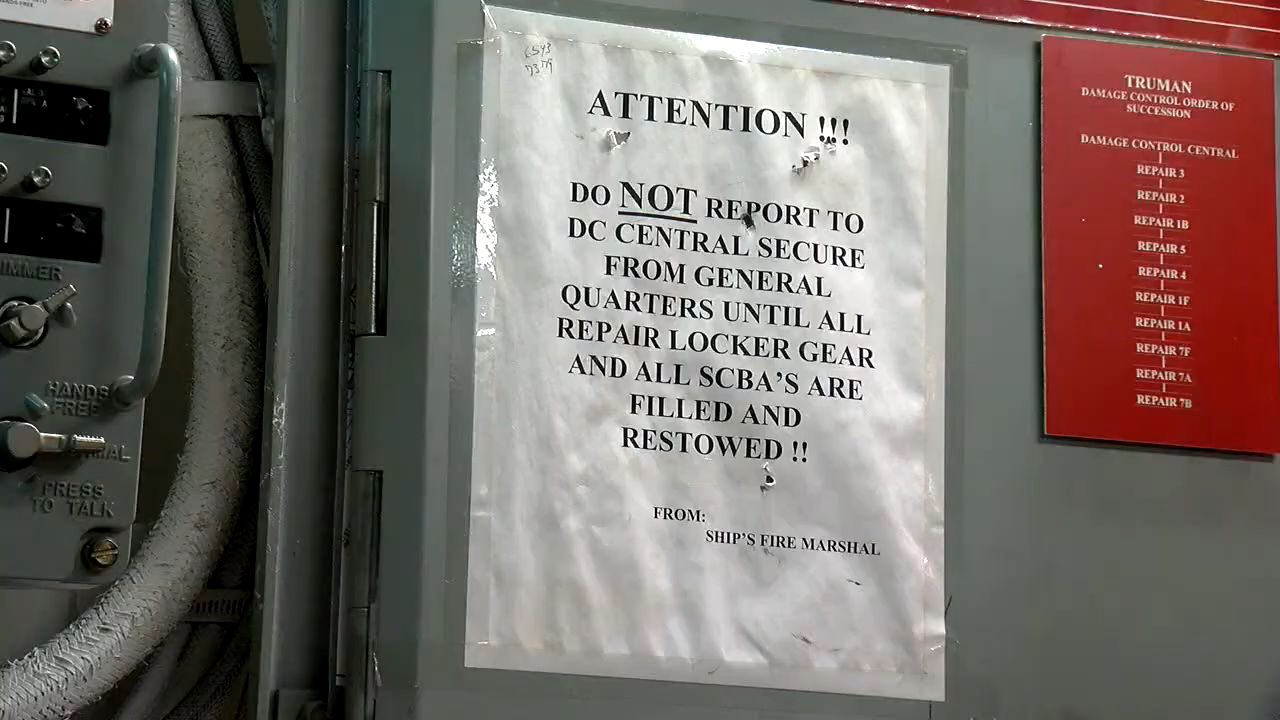 6593
7379
ATTENTION !!!
DO NOT REPORT TO
DC CENTRAL SECURE
FROM GENERAL
QUARTERS UNTIL ALL
REPAIR LOCKER GEAR
AND ALL SCBA'S ARE
FILLED AND
RESTOWED !!
FROM:
SHIP'S FIRE MARSHAL
TRUMAN
DAMAGE CONTROL ORDER OF
SUCCESSION
DAMAGE CONTROL CENTRAL
REPAIR 3
REPAIR 2
REPAIR 1B
REPAIR 5
REPAIR 4
REPAIR 1F
REPAIR 1A
REPAIR 7F
REPAIR 7A
REPAIR 7B
HANDS
FREE
PRESS
TO TALK